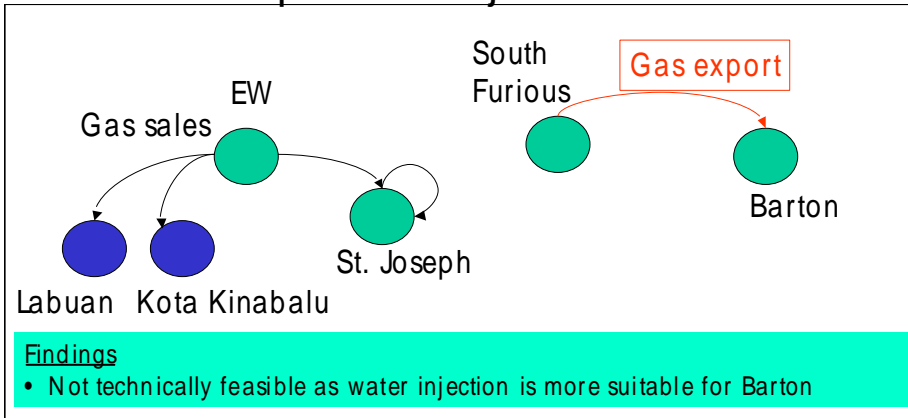 South
Furious
Gas export
EW
Gas sales
Barton
St. Joseph
Labuan
Kota Kinabalu
Findings
• Not technically feasible as water injection is more suitable for Barton